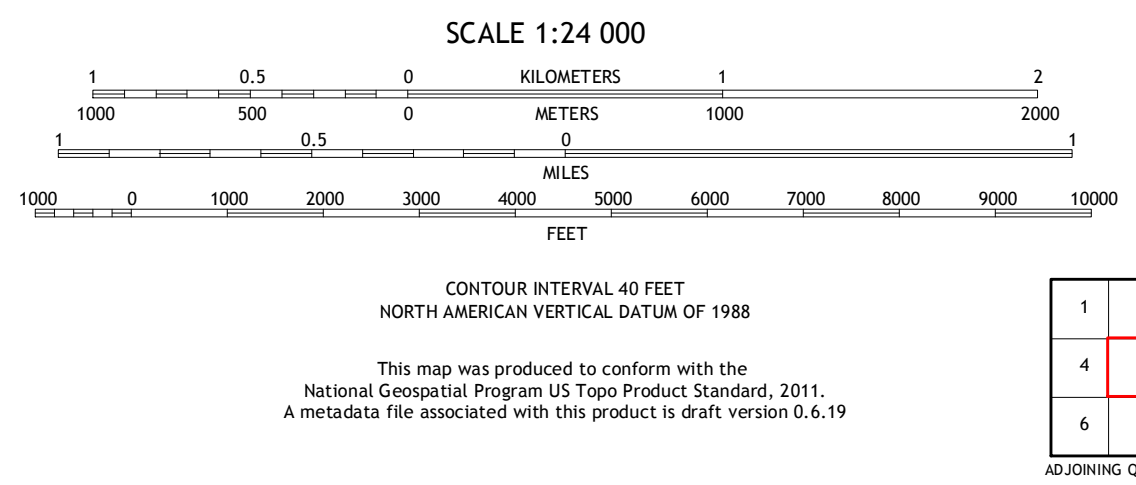 SCALE 1:24 000
1 0.5 0 KILOMETERS 1 2
1000 500 0 METERS 1000 2000
1 0.5 0 1
MILES
1000 0 1000 2000 3000 4000 5000 6000 7000 8000 9000 10000
FEET
CONTOUR INTERVAL 40 FEET
NORTH AMERICAN VERTICAL DATUM OF 1988
This map was produced to conform with the
National Geospatial Program US Topo Product Standard, 2011.
A metadata file associated with this product is draft version 0.6.19
1
4
6
ADJOINING Q